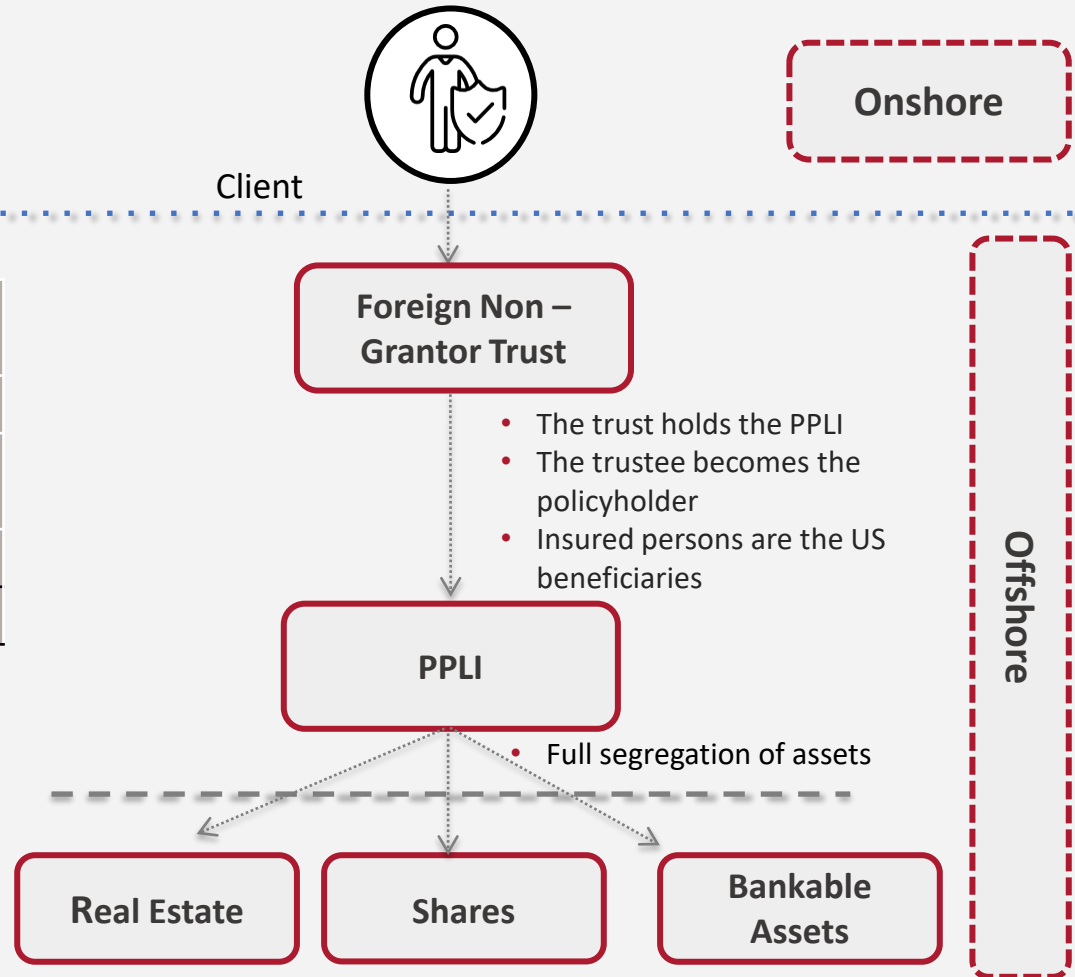 Onshore
Client
Foreign Non –
Grantor Trust
• The trust holds the PPLI
• The trustee becomes the
policyholder
• Insured persons are the US
beneficiaries
Offshore
PPLI
• Full segregation of assets
Real Estate
Shares
Bankable
Assets